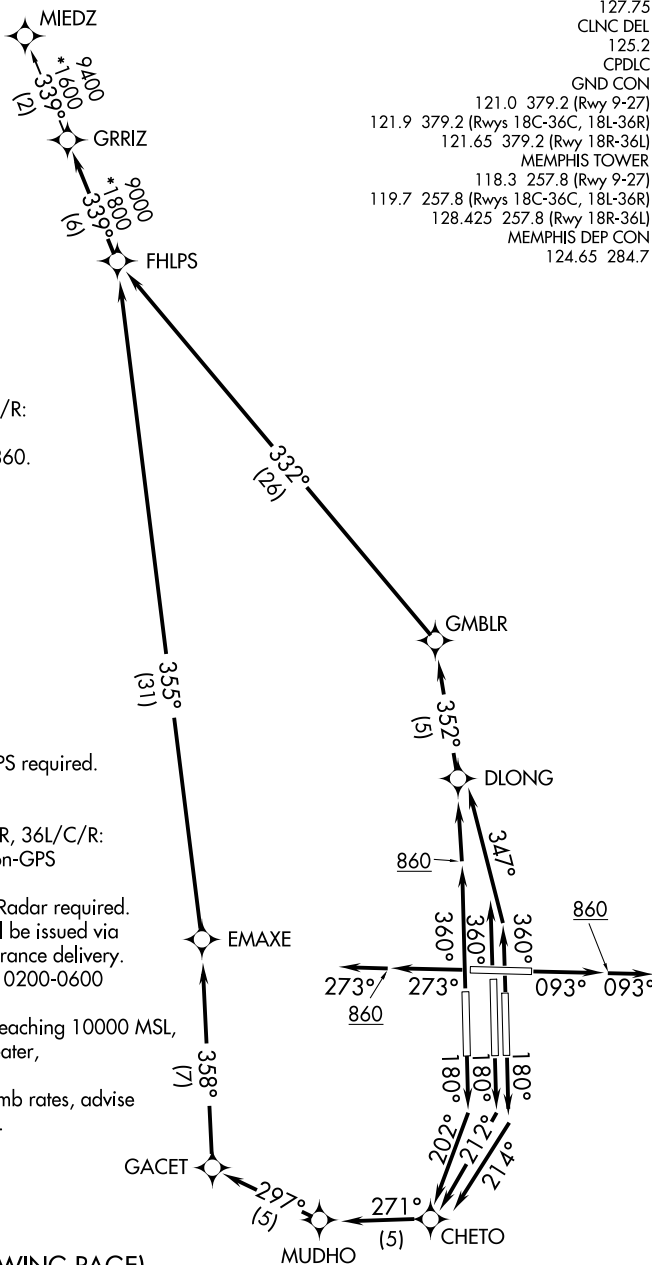 127.75
CLNC DEL
125.2
CPDLC
GND CON
121.0 379.2 (Rwy 9-27)
121.9 379.2 (Rwys 18C-36C, 18L-36R)
121.65 379.2 (Rwy 18R-36L)
MEMPHIS TOWER
118.3 257.8 (Rwy 9-27)
119.7 257.8 (Rwys 18C-36C, 18L-36R)
128.425 257.8 (Rwy 18R-36L)
MEMPHIS DEP CON
124.65 284.7
MIEDZ
9400
*1600
339°
(2)
GRRIZ
9000
*1800
339°
(6)
FHLPS
/R:
360.
332°
(26)
GMBLR
355°
(31)
352°
(5)
PS required.
DLONG
R, 36L/C/R:
on-GPS
347°
860
Radar required.
l be issued via
rance delivery.
0200-0600
EMAXE
360°
360°
360°
860
273°
273°
093°
093°
860
eaching 10000 MSL,
ater,
mb rates, advise
358°
(7)
180°
180°
180°
202°
212°
214°
GACET
297°
(5)
271°
(5)
CHETO
MUDHO
WING PAGE)